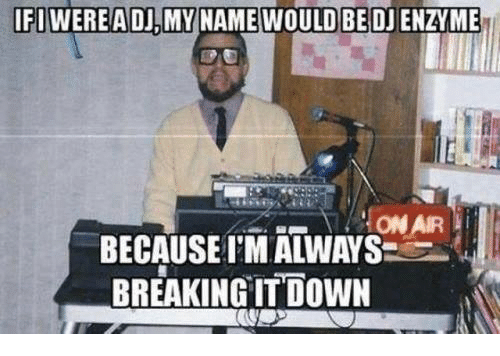 IF I WERE A DJ, MY NAME WOULD BE DJ ENZYME
ON AIR
BECAUSE I'M ALWAYS
BREAKING IT DOWN